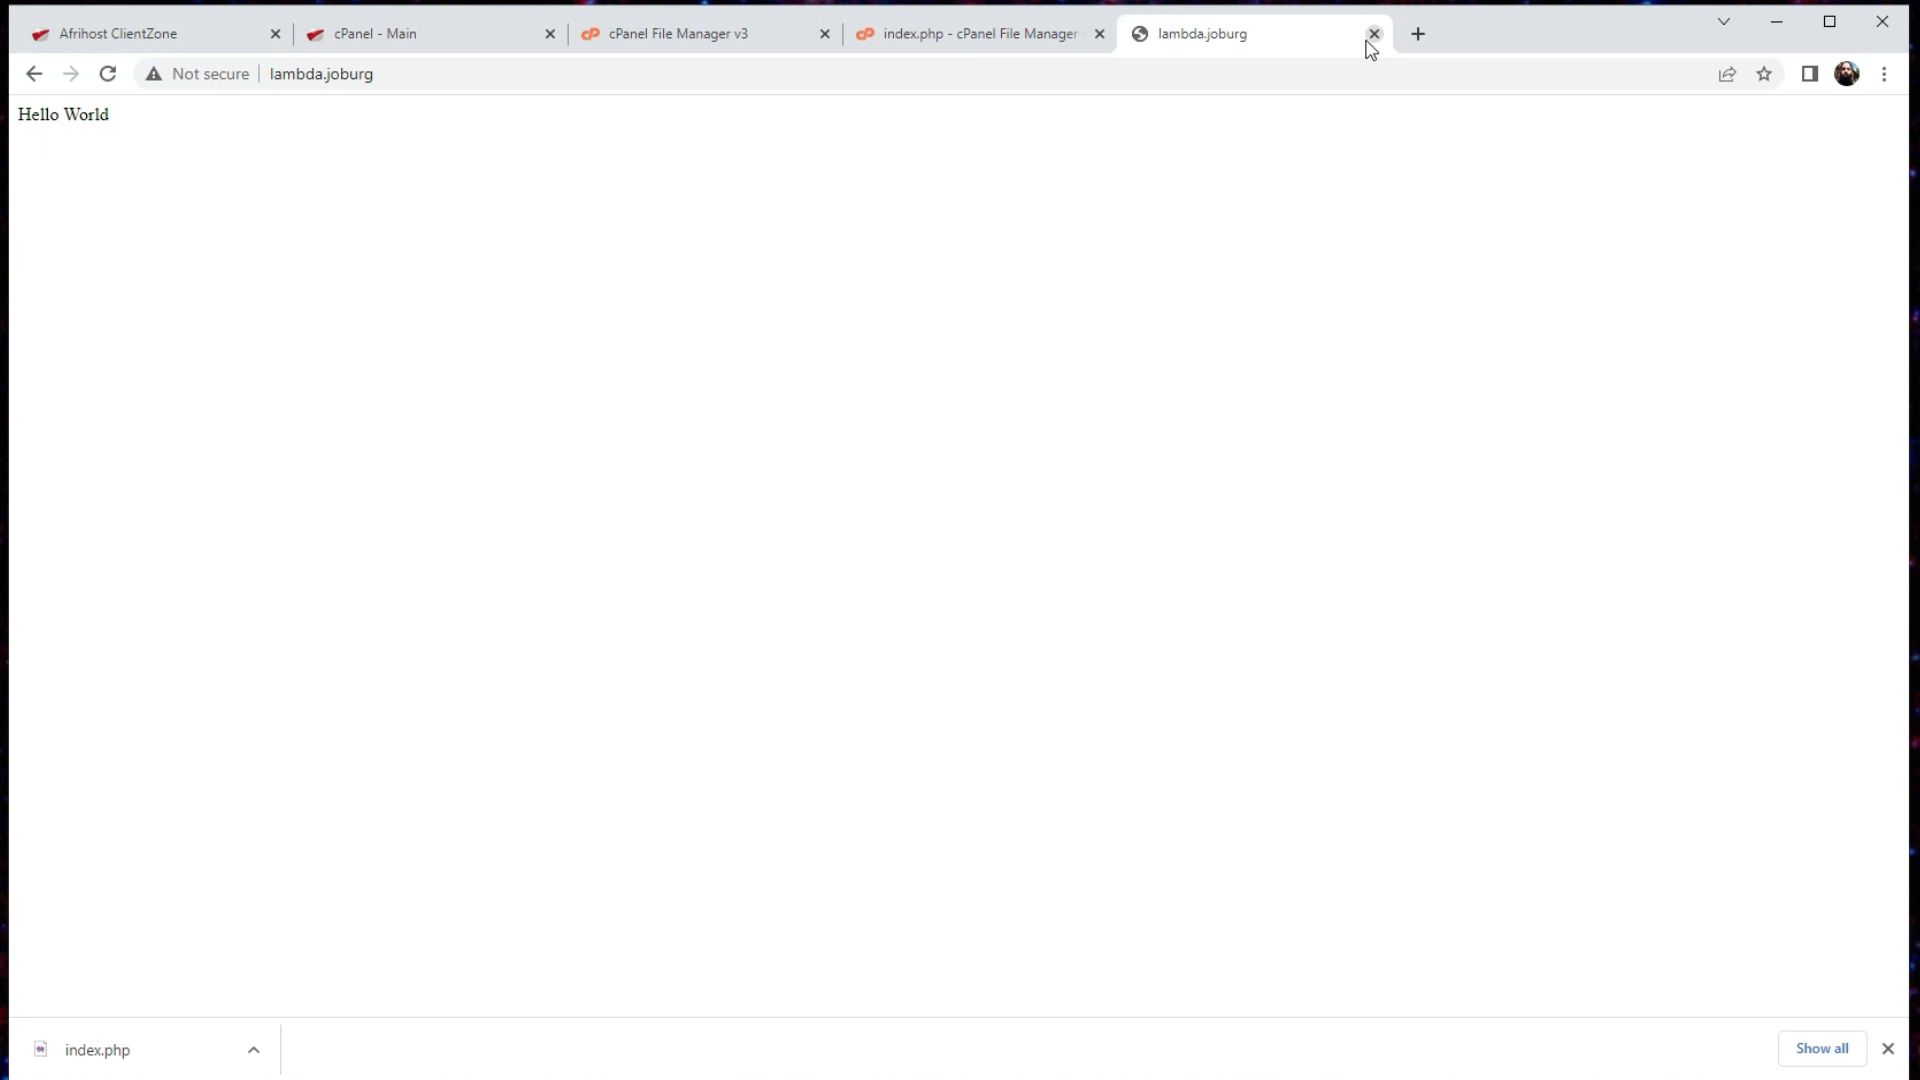 Afrihost ClientZone
cPanel - Main
cPanel File Manager v3
index.php - cPanel File Manager
lambda.joburg
Not secure
lambda.joburg
Hello World
index.php
Show all